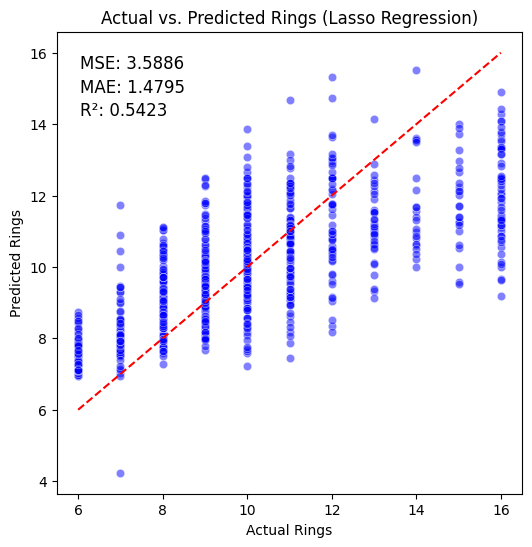 Actual vs. Predicted Rings (Lasso Regression)
MSE: 3.5886
MAE: 1.4795
R²: 0.5423
16
14
12
10
8
6
4
Predicted Rings
6 8 10 12 14 16
Actual Rings